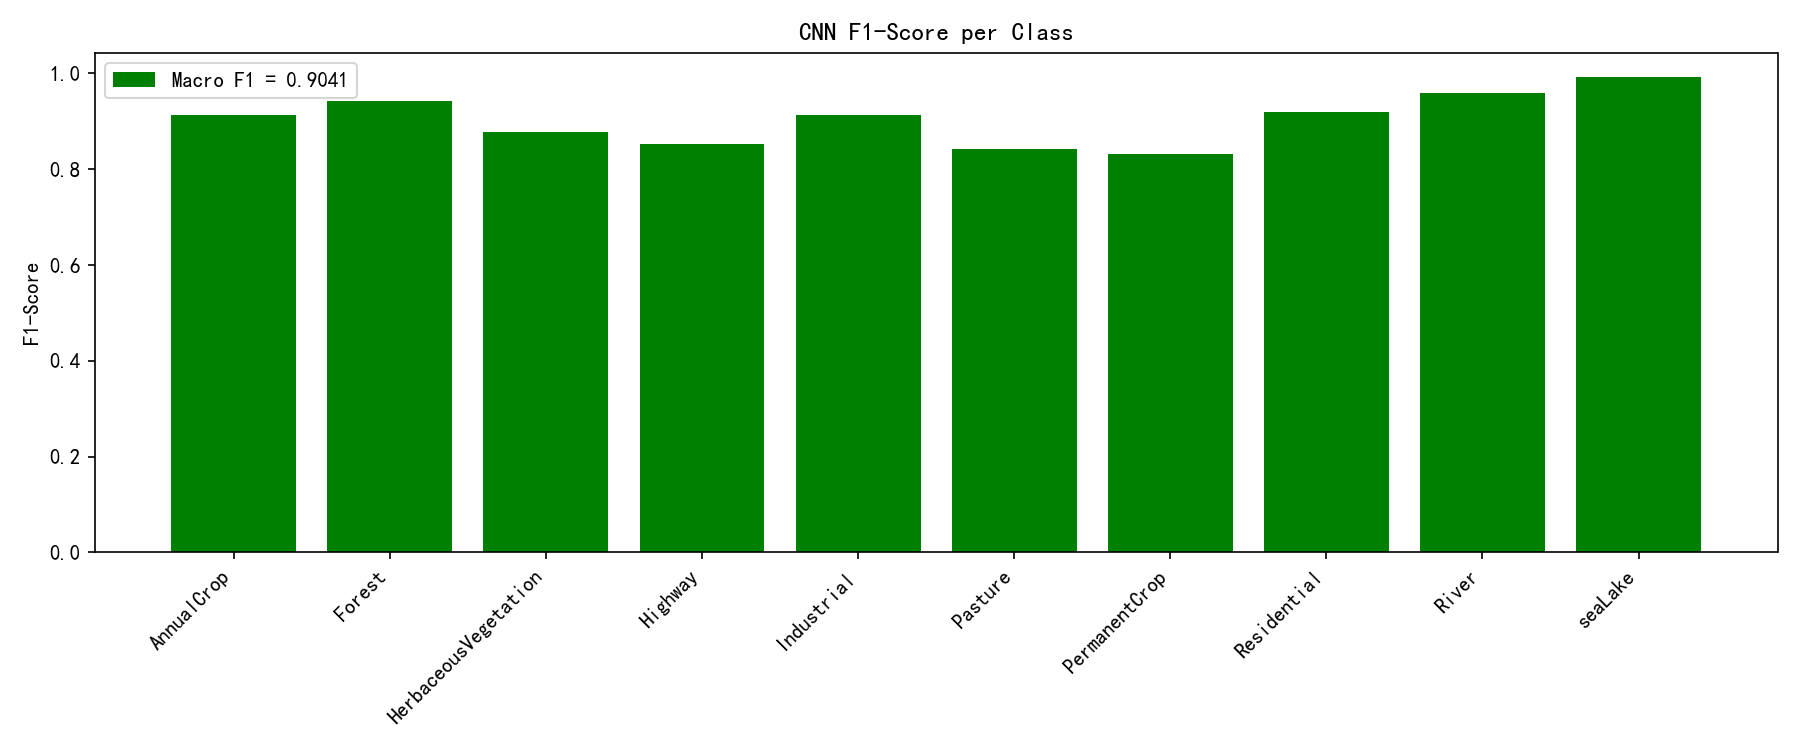 CNN F1-Score per Class
Macro F1 = 0.9041
F1-Score
1.0
0.8
0.6
0.4
0.2
0.0
AnnualCrop
Forest
HerbaceousVegetation
Highway
Industrial
Pasture
PermanentCrop
Residential
River
seaLake